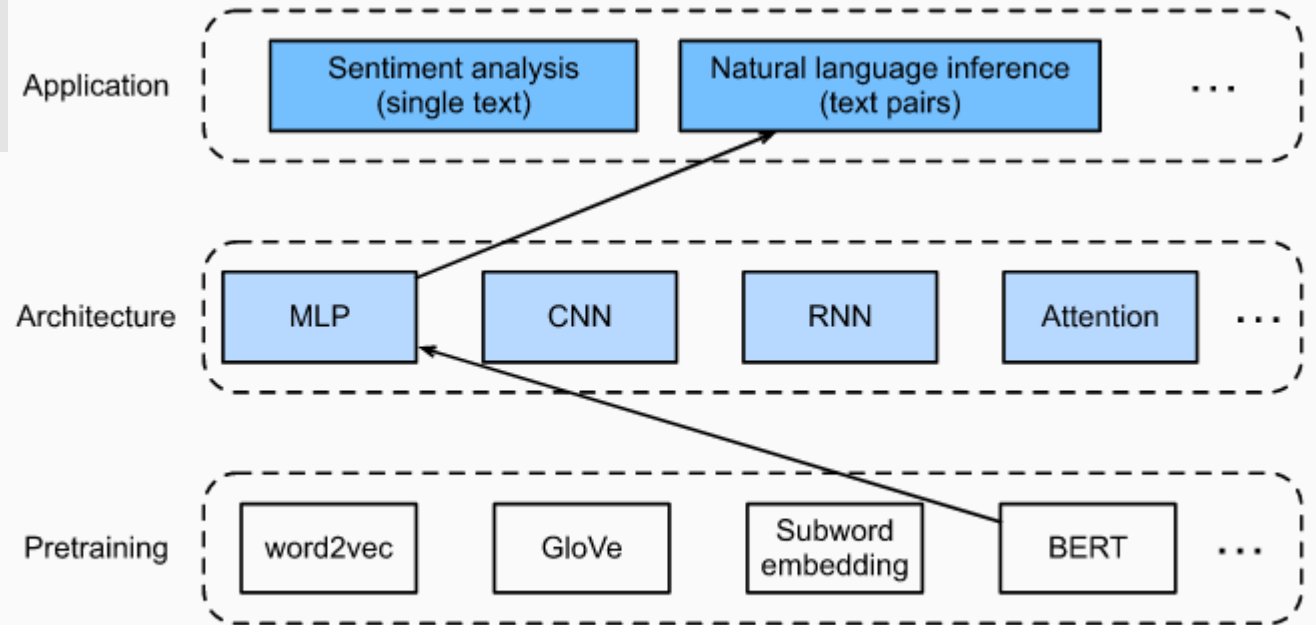 Application
Sentiment analysis
(single text)
Natural language inference
(text pairs)
...
Architecture
MLP
CNN
RNN
Attention
...
Pretraining
word2vec
GloVe
Subword
embedding
BERT
...